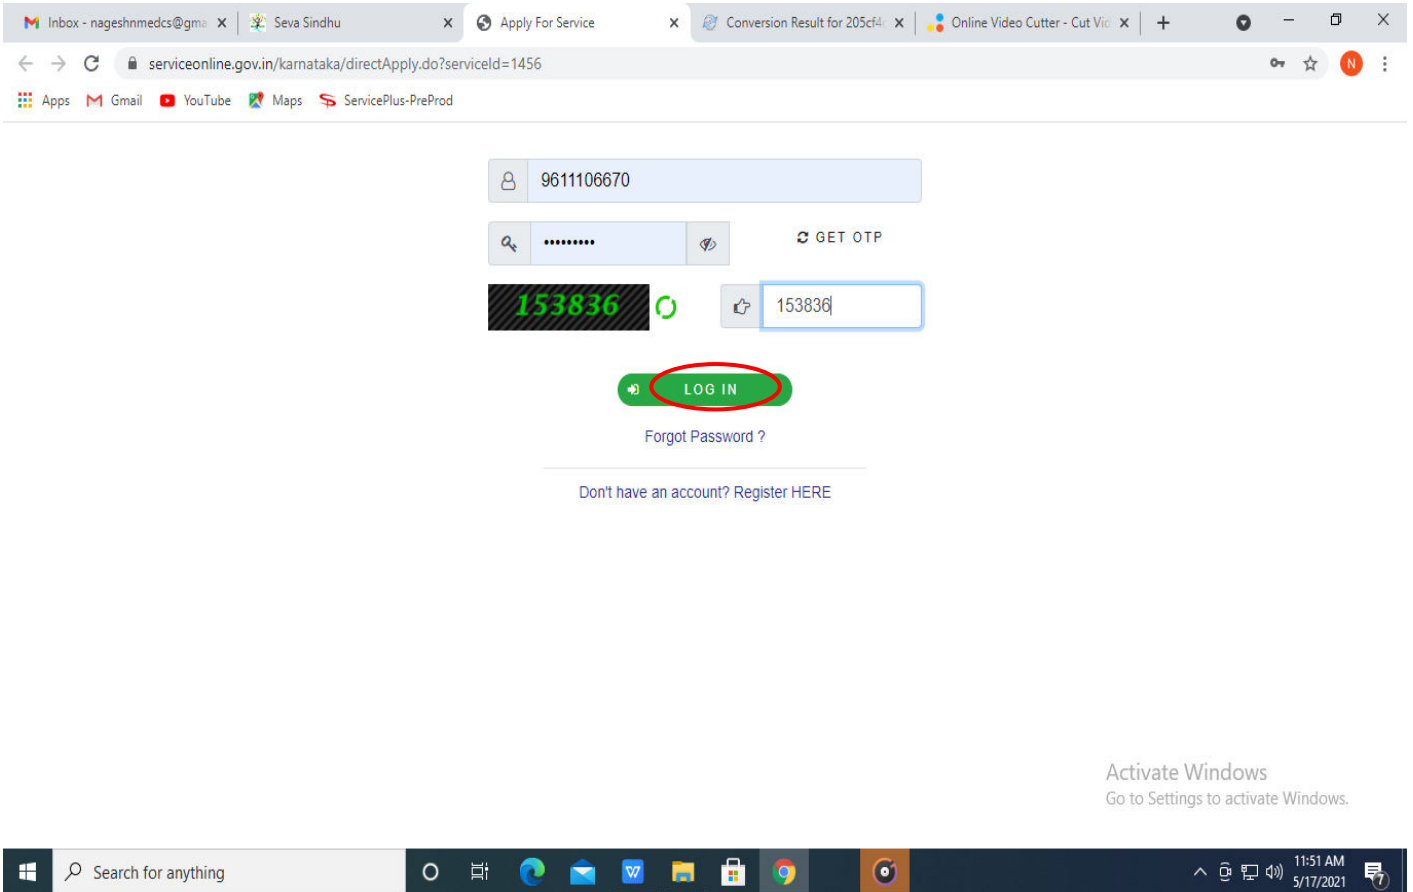 Inbox - nageshnmedcs@gma
Seva Sindhu
Apply For Service
Conversion Result for 205cf4
Online Video Cutter - Cut Vid
serviceonline.gov.in/karnataka/directApply.do?serviceId=1456
N
Apps
Gmail
YouTube
Maps
ServicePlus-PreProd
9611106670
GET OTP
153836
153836
LOG IN
Forgot Password ?
Don't have an account? Register HERE
Activate Windows
Go to Settings to activate Windows.
Search for anything
W
11:51 AM
5/17/2021
7